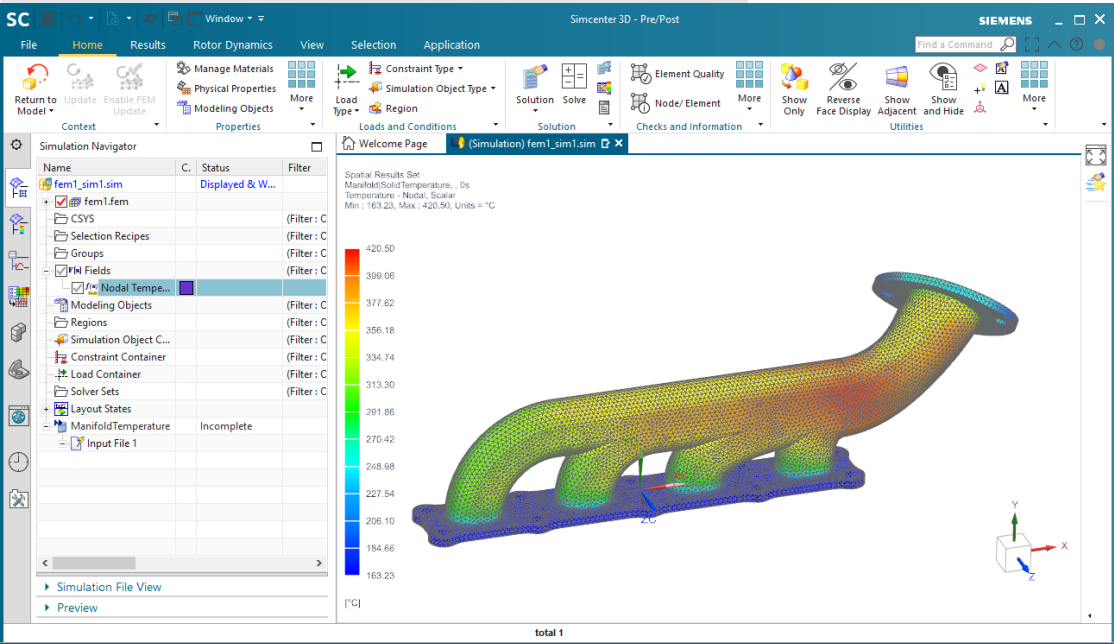 SC Window Simcenter 3D - Pre/Post SIEMENS
File Home Results Rotor Dynamics View Selection Application Find a Command
Return to Model Update Enable FEM Update
Context
Manage Materials
Physical Properties
Modeling Objects
More
Properties
Load Type
Constraint Type
Simulation Object Type
Region
Loads and Conditions
Solution Solve
Solution
Element Quality
Node/ Element
More
Checks and Information
Show Only Reverse Face Display Show Adjacent Show and Hide
More
Utilities
Simulation Navigator
Name C. Status Filter
fem1_sim1.sim Displayed & W...
fem1.fem
CSYS (Filter : C
Selection Recipes (Filter : C
Groups (Filter : C
F(x) Fields (Filter : C
f(x) Nodal Tempe...
Modeling Objects (Filter : C
Regions (Filter : C
Simulation Object C... (Filter : C
Constraint Container (Filter : C
Load Container (Filter : C
Solver Sets (Filter : C
Layout States
ManifoldTemperature Incomplete
Input File 1
Simulation File View
Preview
Welcome Page (Simulation) fem1_sim1.sim
Spatial Results Set
Manifold|SolidTemperature, , 0s
Temperature - Nodal, Scalar
Min : 163.23, Max : 420.50, Units = °C
420.50
399.06
377.62
356.18
334.74
313.30
291.86
270.42
248.98
227.54
206.10
184.66
163.23
[°C]
ZC
Y
X
Z
total 1